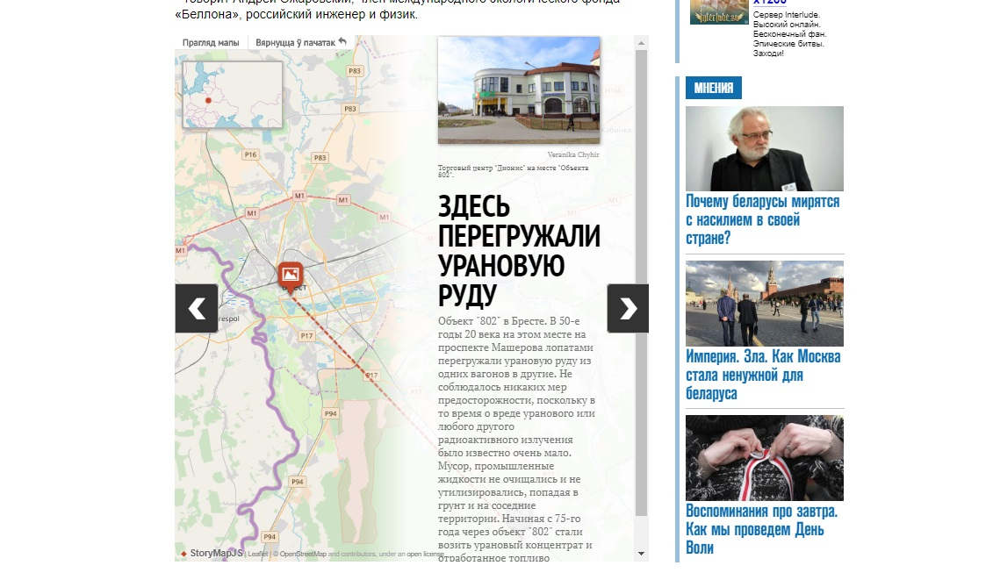 говорит Андрей Ожаровский, член международного экологического фонда
«Беллона», российский инженер и физик.
Прагляд мапы
Вярнуцца ў пачатак
P83
P83
P16
P83
M1
M1
M1
M1
M1
БРЕСТ
respol
P17
P17
P17
P94
P94
P94
StoryMapJS | Leaflet | © OpenStreetMap and contributors, under an open license
Veranika Chyhir
Торговый центр "Дионис" на месте "Объекта
802".
ЗДЕСЬ
ПЕРЕГРУЖАЛИ
УРАНОВУЮ
РУДУ
Объект "802" в Бресте. В 50-е
годы 20 века на этом месте на
проспекте Машерова лопатами
перегружали урановую руду из
одних вагонов в другие. Не
соблюдалось никаких мер
предосторожности, поскольку в
то время о вреде уранового или
любого другого
радиоактивного излучения
было известно очень мало.
Мусор, промышленные
жидкости не очищались и не
утилизировались, попадая в
грунт и на соседние
территории. Начиная с 75-го
года через объект "802" стали
возить урановый концентрат и
отработанное топливо
x1200
Сервер Interlude.
Высокий онлайн.
Бесконечный фан.
Эпические битвы.
Заходи!
Interlude.su
МНЕНИЯ
Почему беларусы мирятся
с насилием в своей
стране?
Империя. Зла. Как Москва
стала ненужной для
беларуса
Воспоминания про завтра.
Как мы проведем День
Воли